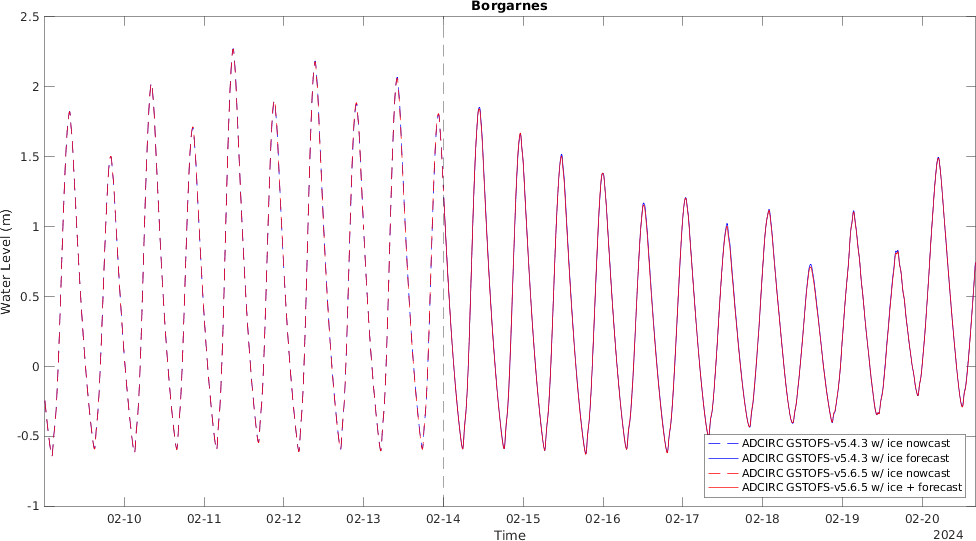 Borgarnes
2.5
2
1.5
1
0.5
0
-0.5
-1
Water Level (m)
02-10
02-11
02-12
02-13
02-14
02-15
02-16
02-17
02-18
02-19
02-20
Time
2024
ADCIRC GSTOFS-v5.4.3 w/ ice nowcast
ADCIRC GSTOFS-v5.4.3 w/ ice forecast
ADCIRC GSTOFS-v5.6.5 w/ ice nowcast
ADCIRC GSTOFS-v5.6.5 w/ ice + forecast